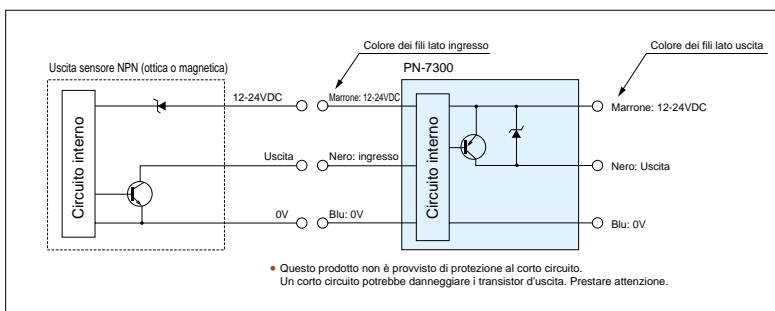 Colore dei fili lato ingresso
Colore dei fili lato uscita
Uscita sensore NPN (ottica o magnetica)
PN-7300
12-24VDC
Marrone: 12-24VDC
Marrone: 12-24VDC
Circuito interno
Circuito interno
Uscita
Nero: ingresso
Nero: Uscita
0V
Blu: 0V
Blu: 0V
• Questo prodotto non è provvisto di protezione al corto circuito.
Un corto circuito potrebbe danneggiare i transistor d'uscita. Prestare attenzione.